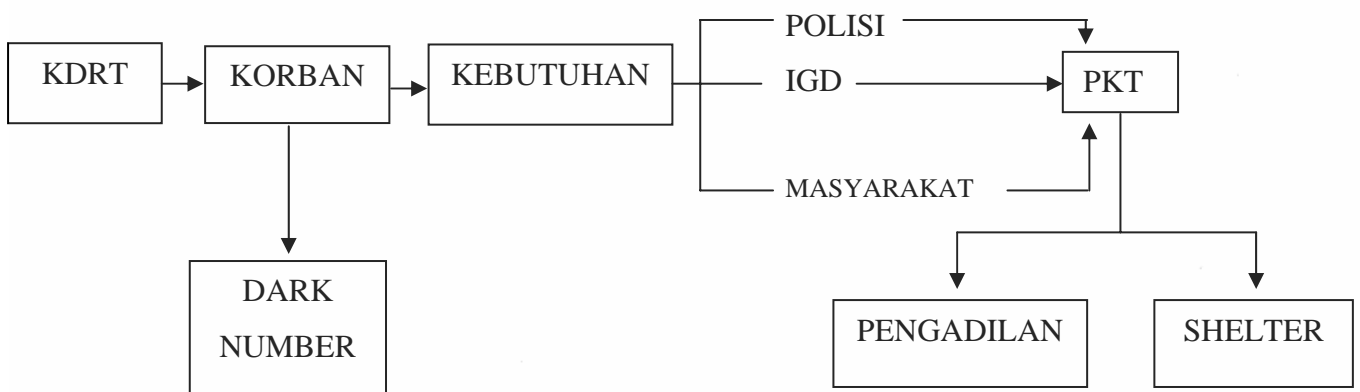 KDRT
KORBAN
KEBUTUHAN
POLISI
IGD
MASYARAKAT
PKT
DARK
NUMBER
PENGADILAN
SHELTER